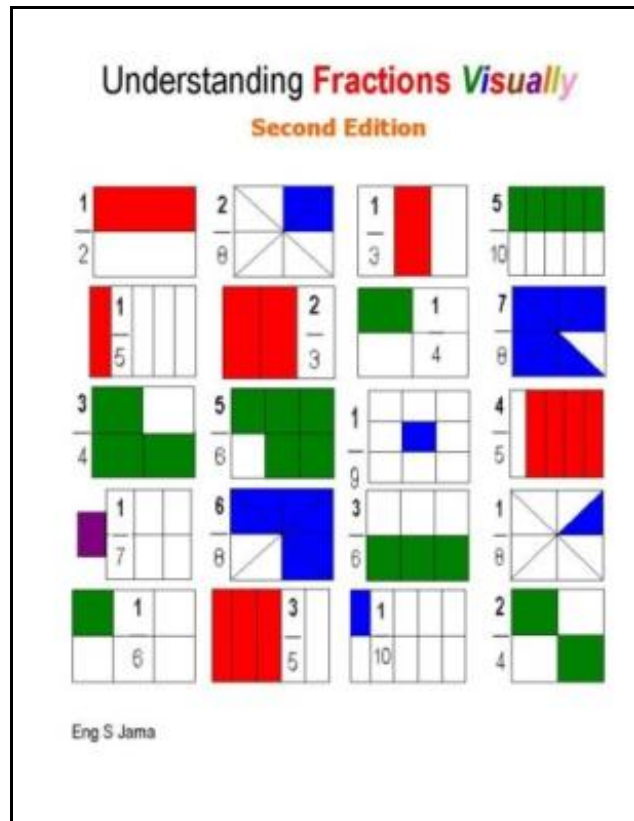 Understanding Fractions Visually
Second Edition
1/2 2/8 1/3 5/10
1/5 2/3 1/4 7/8
3/4 5/6 1/9 4/5
1/7 6/8 3/6 1/8
1/6 3/5 1/10 2/4
Eng S Jama